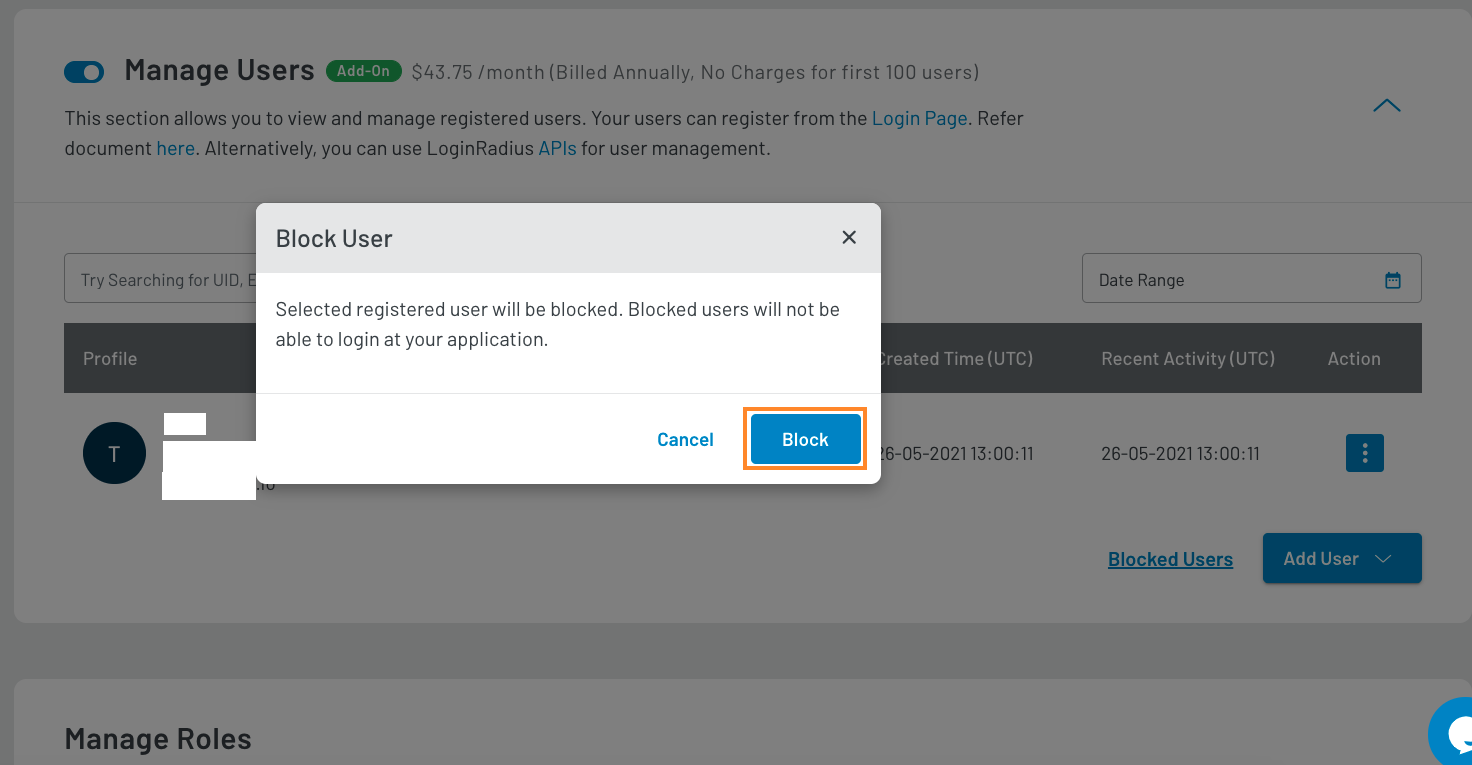 Manage Users Add-On $43.75 /month (Billed Annually, No Charges for first 100 users)
This section allows you to view and manage registered users. Your users can register from the Login Page. Refer
document here. Alternatively, you can use LoginRadius APIs for user management.
Block User
Selected registered user will be blocked. Blocked users will not be
able to login at your application.
Cancel Block
Try Searching for UID,
Date Range
Profile
Created Time (UTC) Recent Activity (UTC) Action
T
26-05-2021 13:00:11 26-05-2021 13:00:11
Blocked Users Add User
Manage Roles